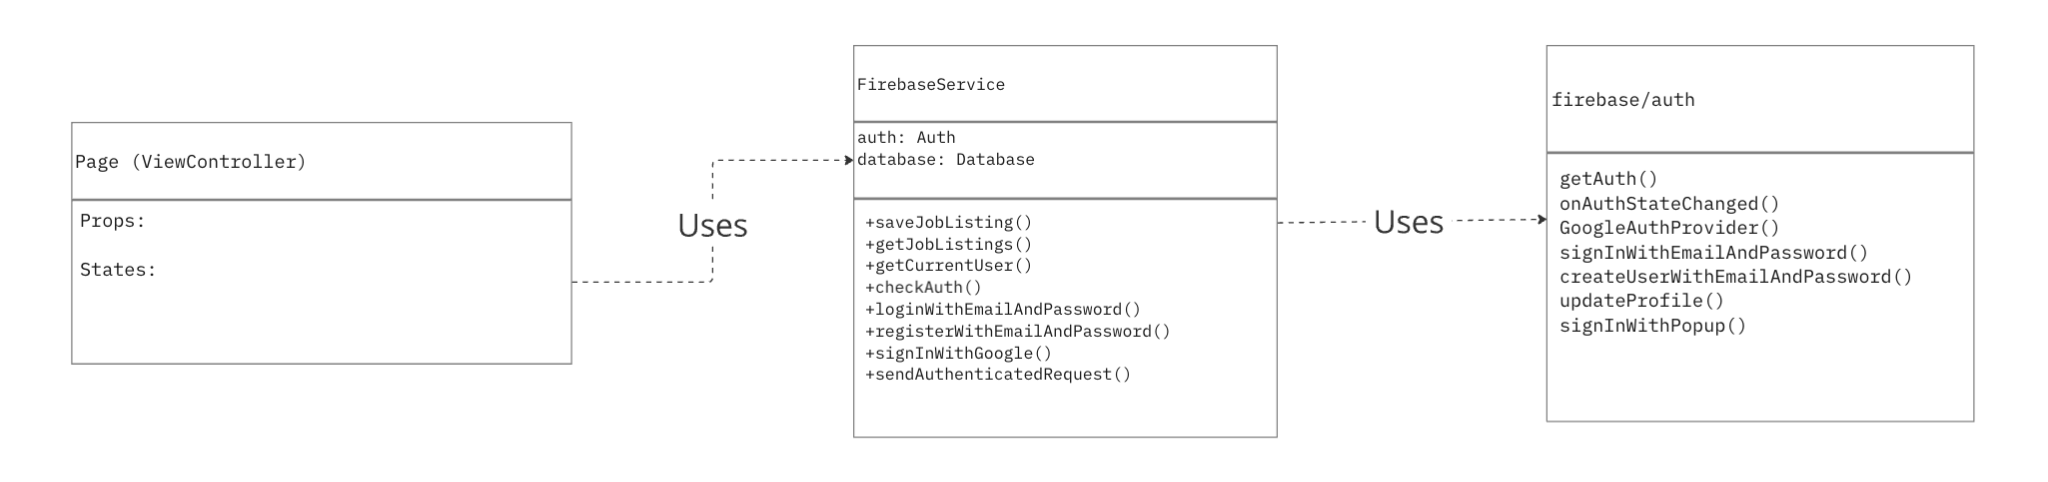 Page (ViewController)
Props:
States:
Uses
FirebaseService
auth: Auth
database: Database
+saveJobListing()
+getJobListings()
+getCurrentUser()
+checkAuth()
+loginWithEmailAndPassword()
+registerWithEmailAndPassword()
+signInWithGoogle()
+sendAuthenticatedRequest()
Uses
firebase/auth
getAuth()
onAuthStateChanged()
GoogleAuthProvider()
signInWithEmailAndPassword()
createUserWithEmailAndPassword()
updateProfile()
signInWithPopup()